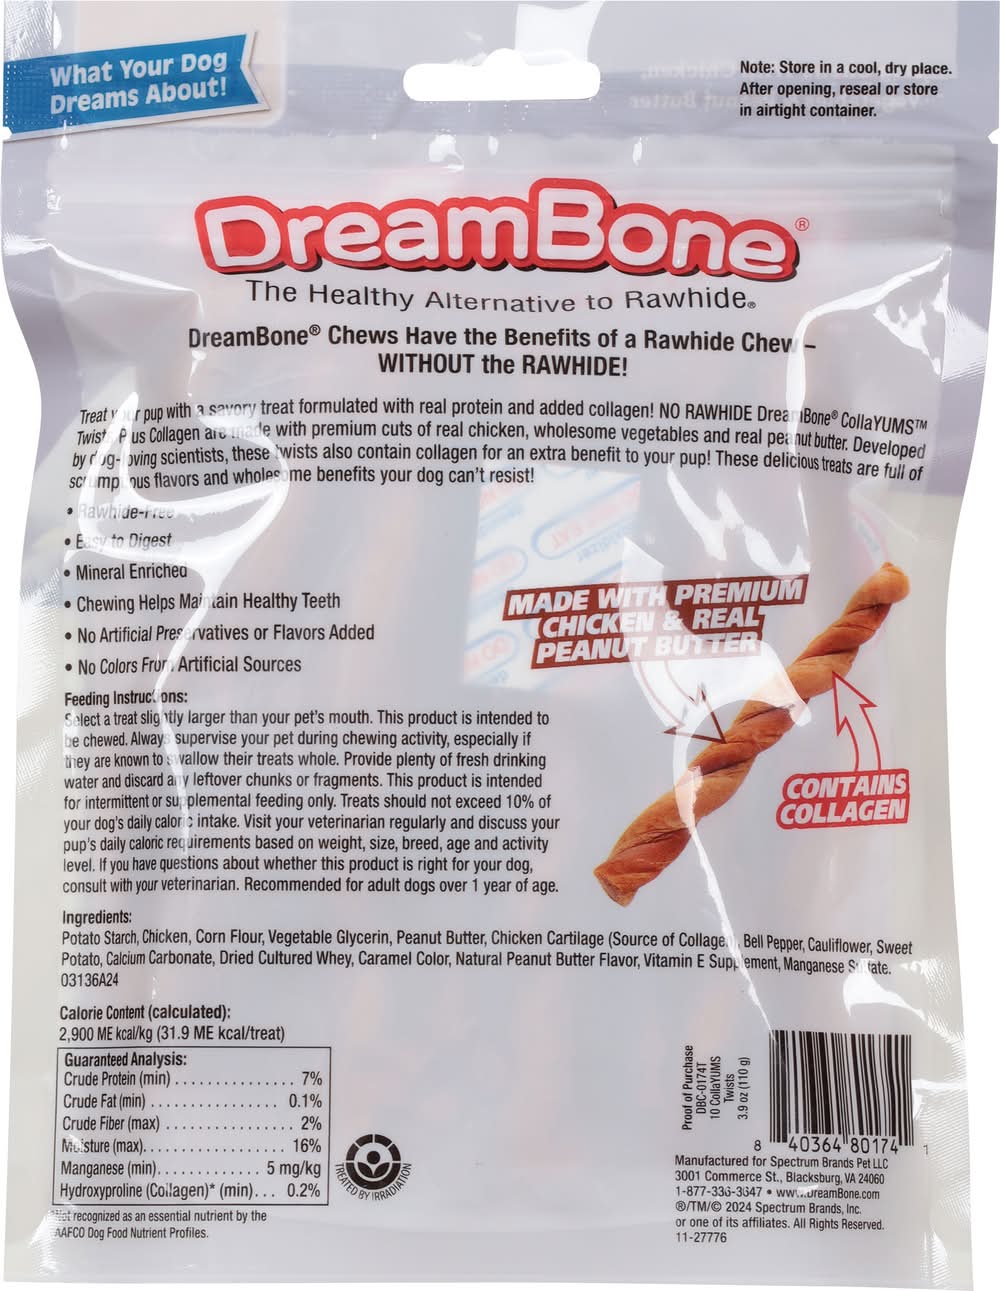 What Your Dog
Dreams About!
Note: Store in a cool, dry place.
After opening, reseal or store
in airtight container.
DreamBone®
The Healthy Alternative to Rawhide®
DreamBone® Chews Have the Benefits of a Rawhide Chew –
WITHOUT the RAWHIDE!
Treat your pup with a savory treat formulated with real protein and added collagen! NO RAWHIDE DreamBone® CollaYUMS™
Twists Plus Collagen are made with premium cuts of real chicken, wholesome vegetables and real peanut butter. Developed
by dog-loving scientists, these twists also contain collagen for an extra benefit to your pup! These delicious treats are full of
scrumptious flavors and wholesome benefits your dog can't resist!
• Rawhide-Free
• Easy to Digest
• Mineral Enriched
• Chewing Helps Maintain Healthy Teeth
• No Artificial Preservatives or Flavors Added
• No Colors From Artificial Sources
MADE WITH PREMIUM
CHICKEN & REAL
PEANUT BUTTER
CONTAINS
COLLAGEN
Feeding Instructions:
Select a treat slightly larger than your pet's mouth. This product is intended to
be chewed. Always supervise your pet during chewing activity, especially if
they are known to swallow their treats whole. Provide plenty of fresh drinking
water and discard any leftover chunks or fragments. This product is intended
for intermittent or supplemental feeding only. Treats should not exceed 10% of
your dog's daily caloric intake. Visit your veterinarian regularly and discuss your
pup's daily caloric requirements based on weight, size, breed, age and activity
level. If you have questions about whether this product is right for your dog,
consult with your veterinarian. Recommended for adult dogs over 1 year of age.
Ingredients:
Potato Starch, Chicken, Corn Flour, Vegetable Glycerin, Peanut Butter, Chicken Cartilage (Source of Collagen), Bell Pepper, Cauliflower, Sweet
Potato, Calcium Carbonate, Dried Cultured Whey, Caramel Color, Natural Peanut Butter Flavor, Vitamin E Supplement, Manganese Sulfate.
03136A24
Calorie Content (calculated):
2,900 ME kcal/kg (31.9 ME kcal/treat)
Guaranteed Analysis:
Crude Protein (min) . . . . . . . . . . . . . . . . . 7%
Crude Fat (min) . . . . . . . . . . . . . . . . . . 0.1%
Crude Fiber (max) . . . . . . . . . . . . . . . . . 2%
Moisture (max). . . . . . . . . . . . . . . . . . . 16%
Manganese (min). . . . . . . . . . . . . 5 mg/kg
Hydroxyproline (Collagen)* (min). . . 0.2%
*Not recognized as an essential nutrient by the
AAFCO Dog Food Nutrient Profiles.
TREATED BY IRRADIATION
Proof of Purchase
DBC-0174T
10 CollaYUMS
Twists
3.9 oz (110 g)
8 40364 80174 1
Manufactured for Spectrum Brands Pet LLC
3001 Commerce St., Blacksburg, VA 24060
1-877-336-3647 • www.DreamBone.com
®/TM/© 2024 Spectrum Brands, Inc.
or one of its affiliates. All Rights Reserved.
11-27776